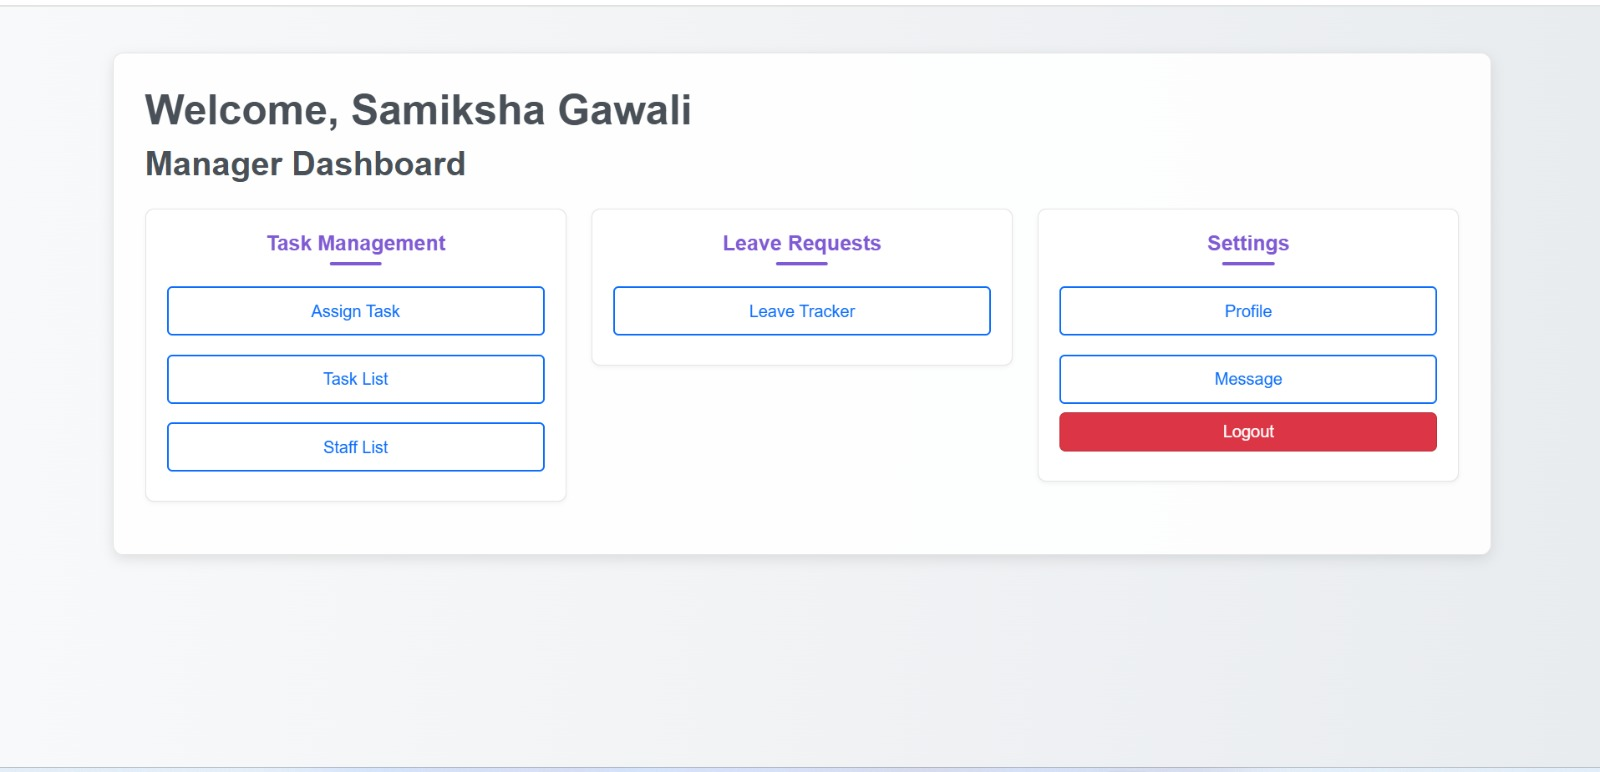 Welcome, Samiksha Gawali
Manager Dashboard
Task Management
Assign Task
Task List
Staff List
Leave Requests
Leave Tracker
Settings
Profile
Message
Logout